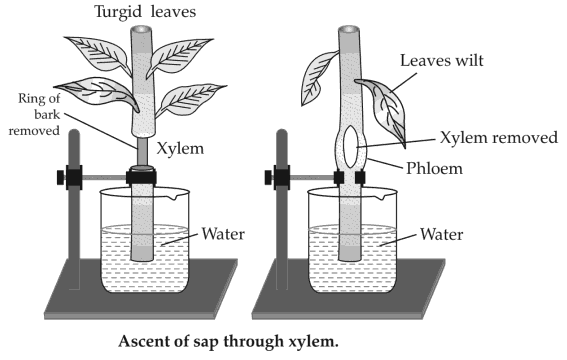 Turgid leaves
Ring of
bark
removed
Xylem
Water
Leaves wilt
Xylem removed
Phloem
Water
Ascent of sap through xylem.